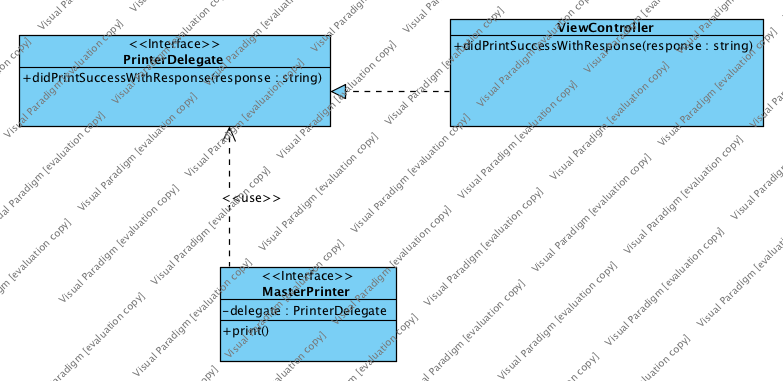 <<Interface>>
PrinterDelegate
+didPrintSuccessWithResponse(response : string)
ViewController
+didPrintSuccessWithResponse(response : string)
<<use>>
<<Interface>>
MasterPrinter
-delegate : PrinterDelegate
+print()
Visual Paradigm [evaluation copy]